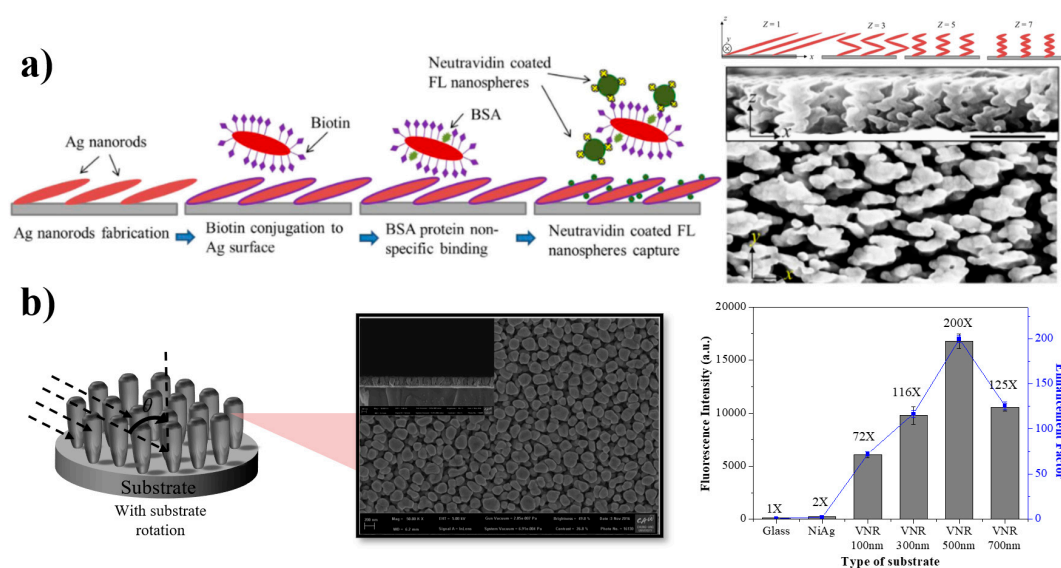 a)
Ag nanorods
Biotin
BSA
Neutravidin coated
FL nanospheres
Ag nanorods fabrication
Biotin conjugation to
Ag surface
BSA protein non-
specific binding
Neutravidin coated FL
nanospheres capture
Z = 1
Z = 3
Z = 5
Z = 7
z
y
x
z
x
y
x
b)
θ
Substrate
With substrate
rotation
200 nm
Fluorescence Intensity (a.u.)
20000
15000
10000
5000
0
1X
2X
72X
116X
200X
125X
Glass
NiAg
VNR
100nm
VNR
300nm
VNR
500nm
VNR
700nm
Type of substrate
200
150
100
50
0
Enhancement Factor